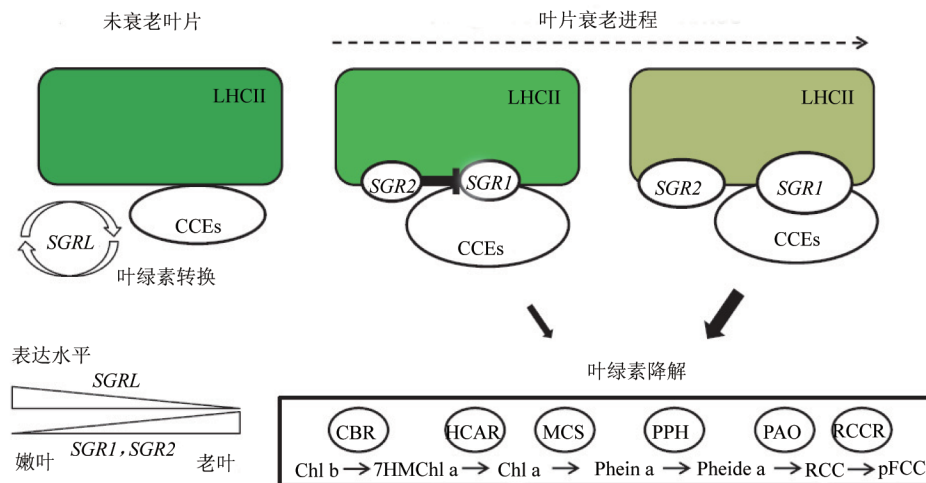 未衰老叶片
叶片衰老进程
LHCII
LHCII
LHCII
SGR2
SGR1
SGR2
SGR1
CCEs
CCEs
CCEs
SGRL
叶绿素转换
表达水平
SGRL
SGR1,SGR2
嫩叶
老叶
叶绿素降解
CBR HCAR MCS PPH PAO RCCR
Chl b → 7HMChl a → Chl a → Phein a → Pheide a → RCC → pFCC